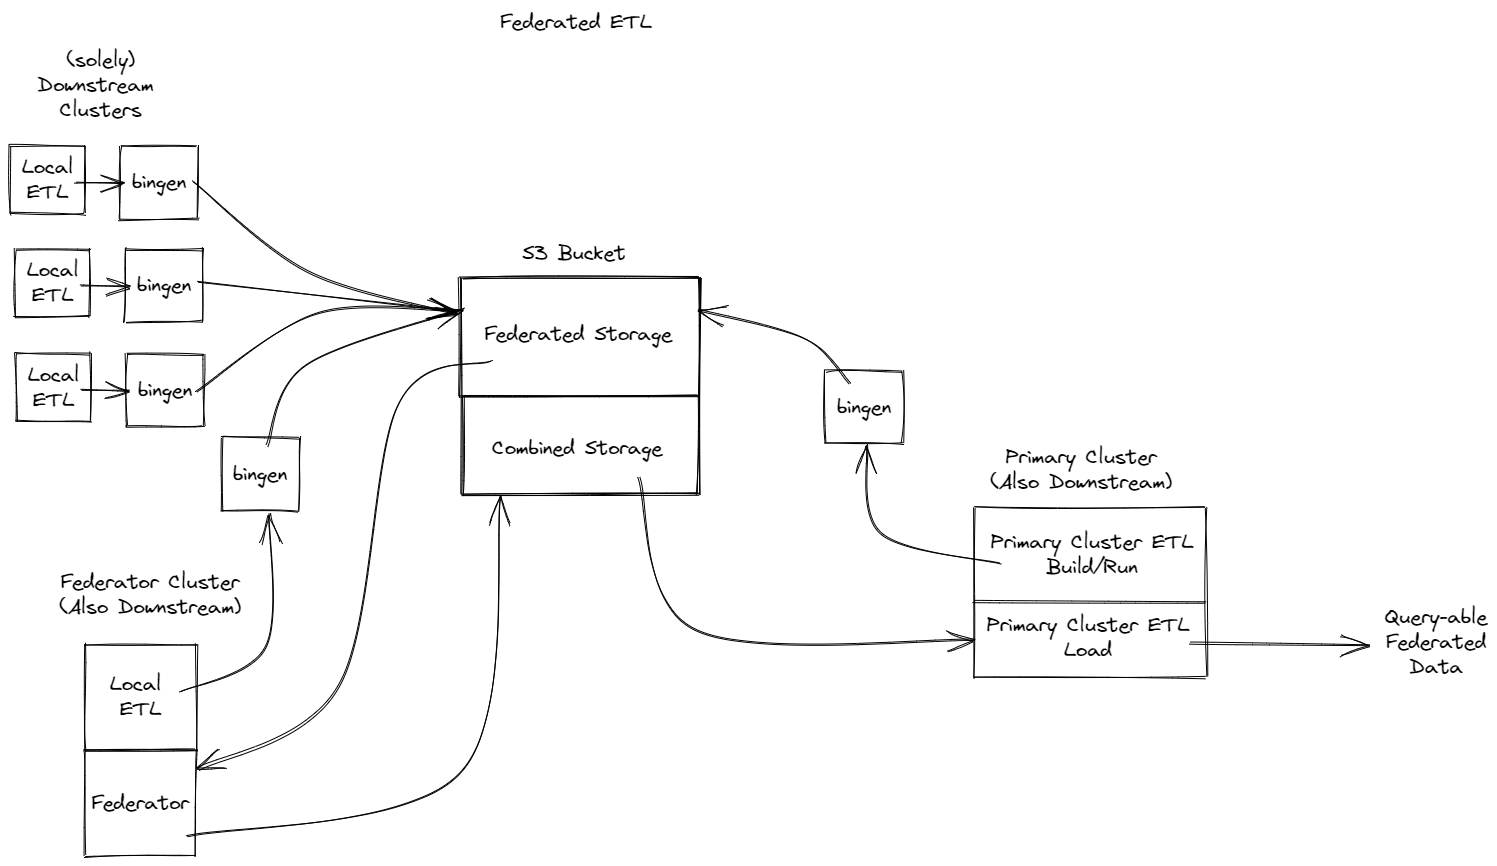 Federated ETL
(solely)
Downstream
Clusters
Local
ETL
bingen
Local
ETL
bingen
Local
ETL
bingen
bingen
Federator Cluster
(Also Downstream)
Local
ETL
Federator
S3 Bucket
Federated Storage
Combined Storage
bingen
Primary Cluster
(Also Downstream)
Primary Cluster ETL
Build/Run
Primary Cluster ETL
Load
Query-able
Federated
Data